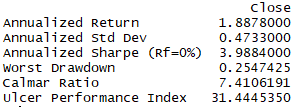 Close
Annualized Return 1.8878000
Annualized Std Dev 0.4733000
Annualized Sharpe (Rf=0%) 3.9884000
Worst Drawdown 0.2547425
Calmar Ratio 7.4106191
Ulcer Performance Index 31.4445350